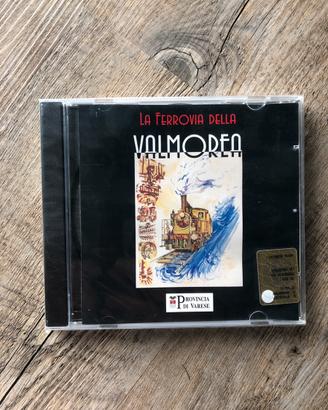 LA FERROVIA DELLA
VALMOREA
PROVINCIA
DI VARESE